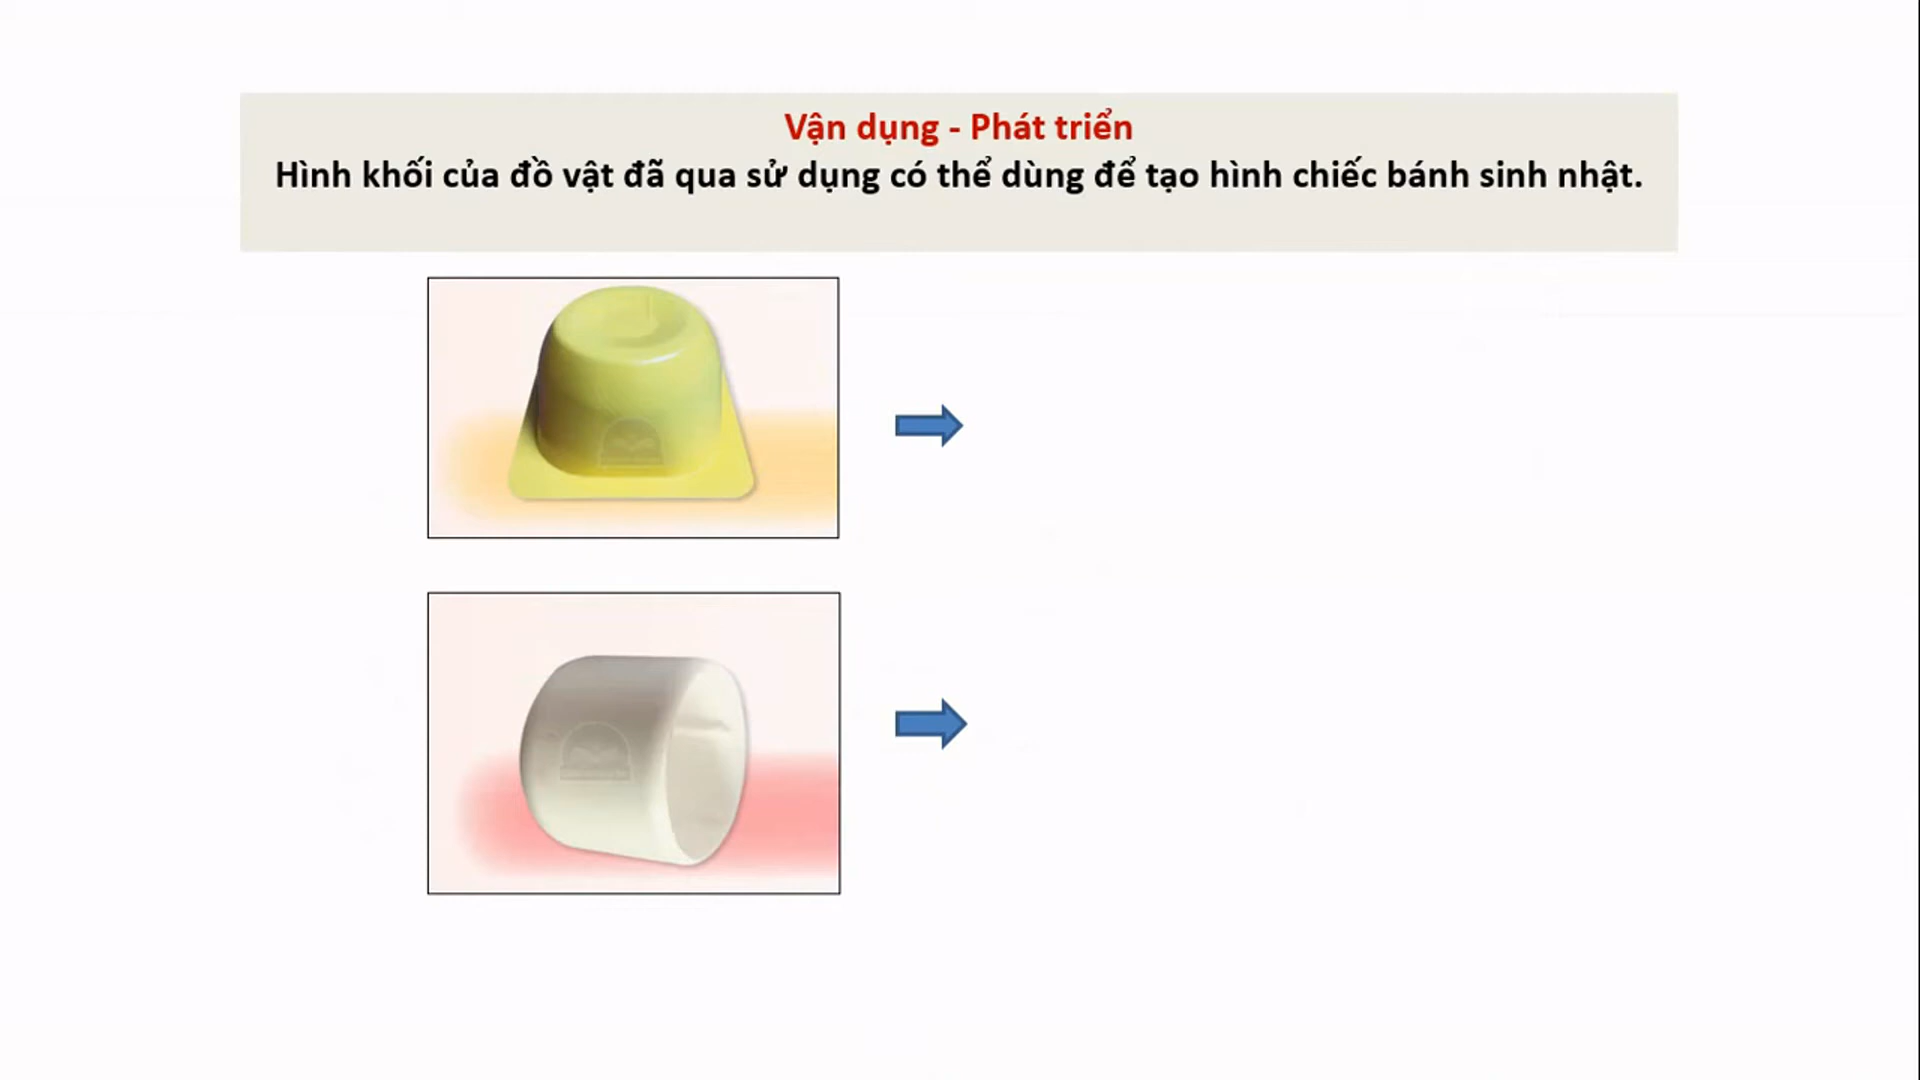 Vận dụng - Phát triển
Hình khối của đồ vật đã qua sử dụng có thể dùng để tạo hình chiếc bánh sinh nhật.